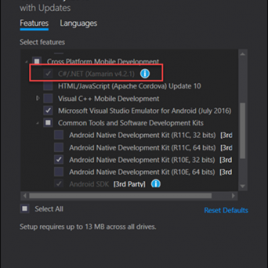 with Updates
Features Languages
Select features
Cross Platform Mobile Development
C#/.NET (Xamarin v4.2.1)
HTML/JavaScript (Apache Cordova) Update 10
Visual C++ Mobile Development
Microsoft Visual Studio Emulator for Android (July 2016)
Common Tools and Software Development Kits
Android Native Development Kit (R11C, 32 bits) [3rd
Android Native Development Kit (R11C, 64 bits) [3rd
Android Native Development Kit (R10E, 32 bits) [3rd
Android Native Development Kit (R10E, 64 bits) [3rd
Android SDK [3rd Party]
Select All
Reset Defaults
Setup requires up to 13 MB across all drives.